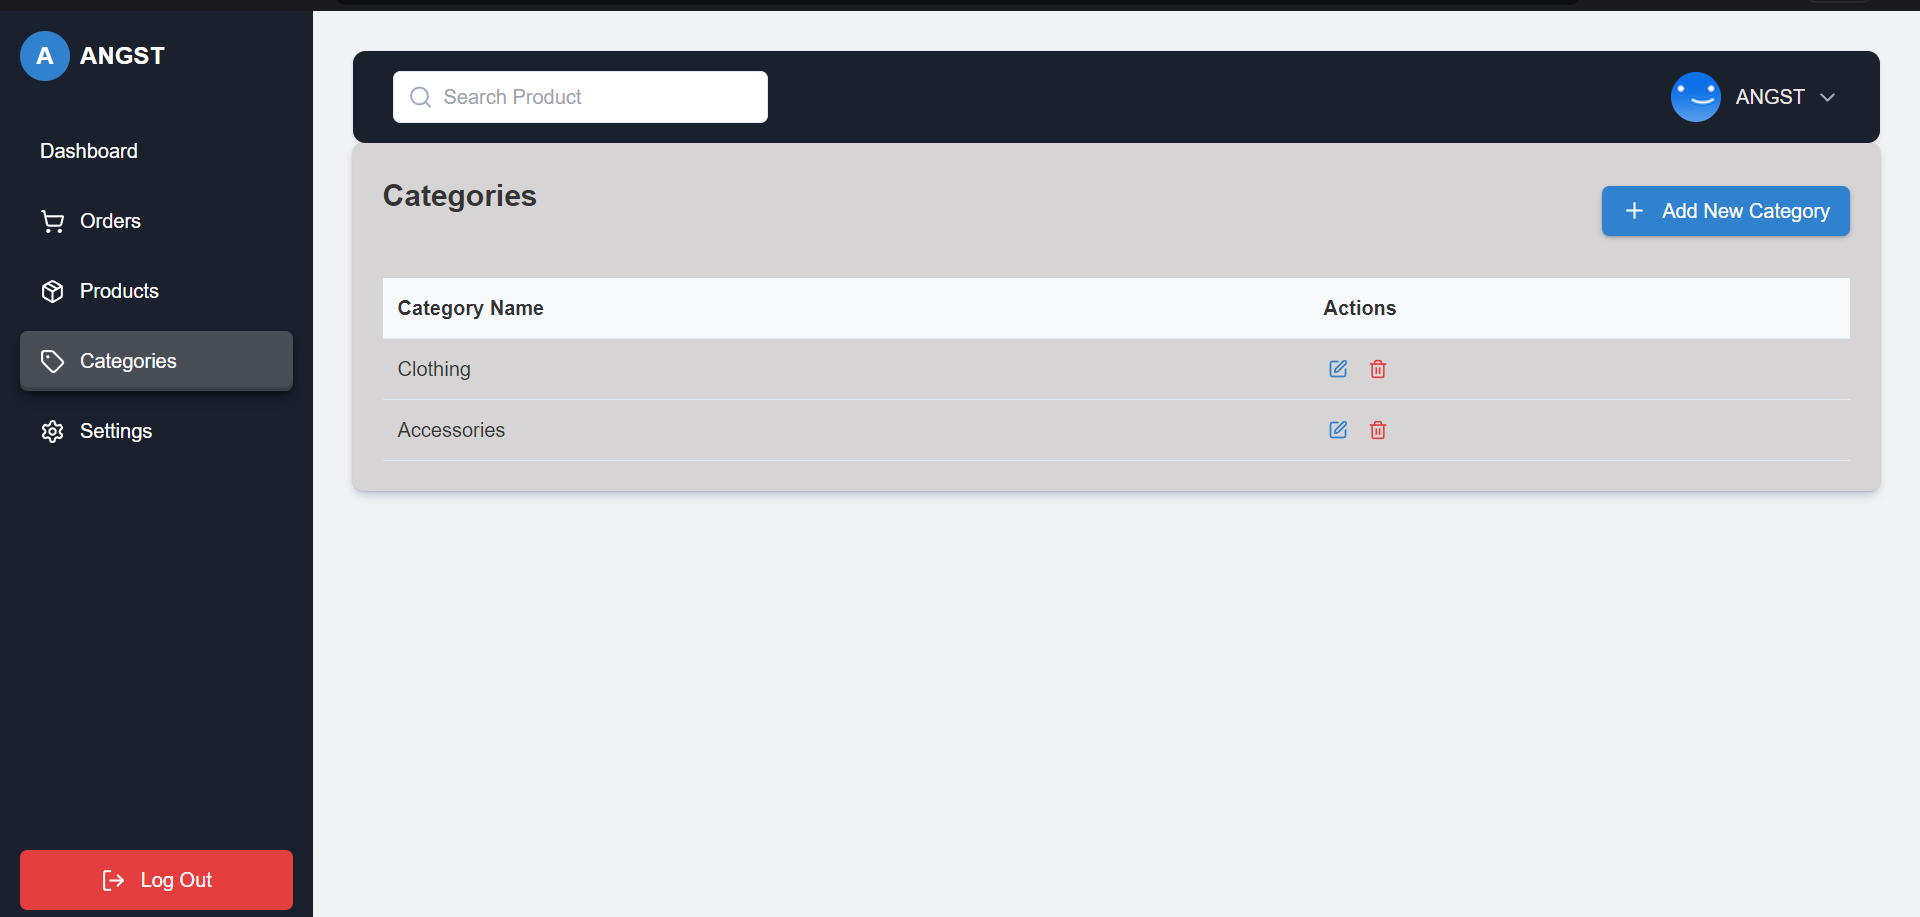 A ANGST
Dashboard
Orders
Products
Categories
Settings
Log Out
Search Product
ANGST
Categories
Add New Category
Category Name Actions
Clothing
Accessories